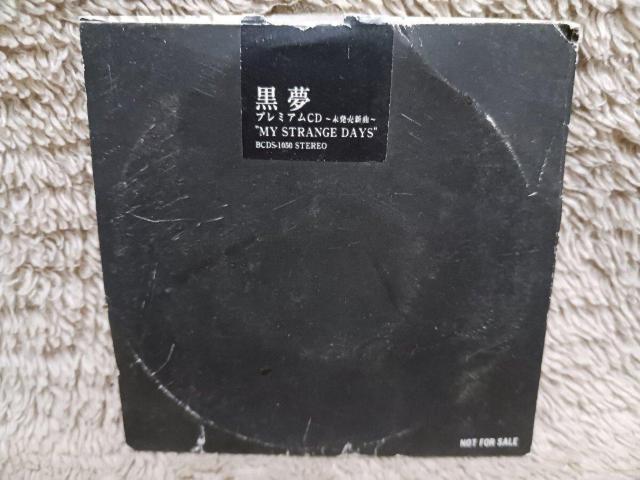 黒夢
プレミアムCD ～未発売新曲～
"MY STRANGE DAYS"
BCDS-1050 STEREO
NOT FOR SALE